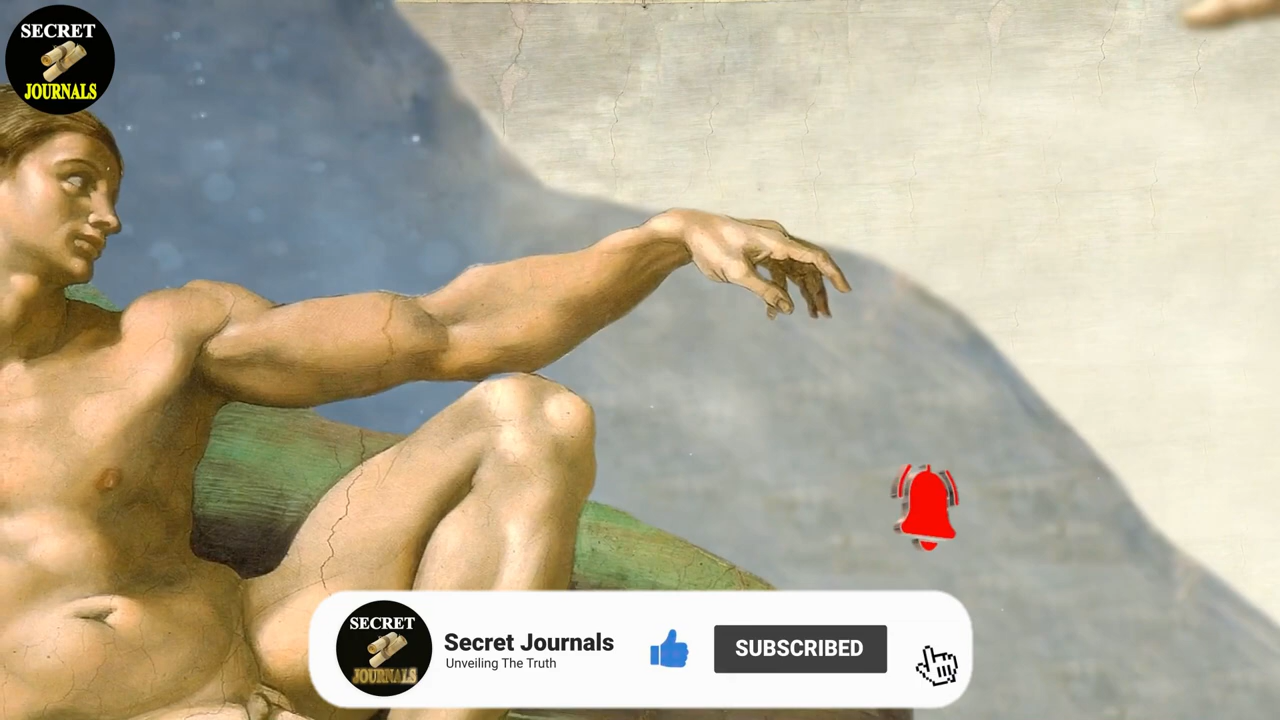 SECRET
JOURNALS
SECRET
JOURNALS
Secret Journals
Unveiling The Truth
SUBSCRIBED